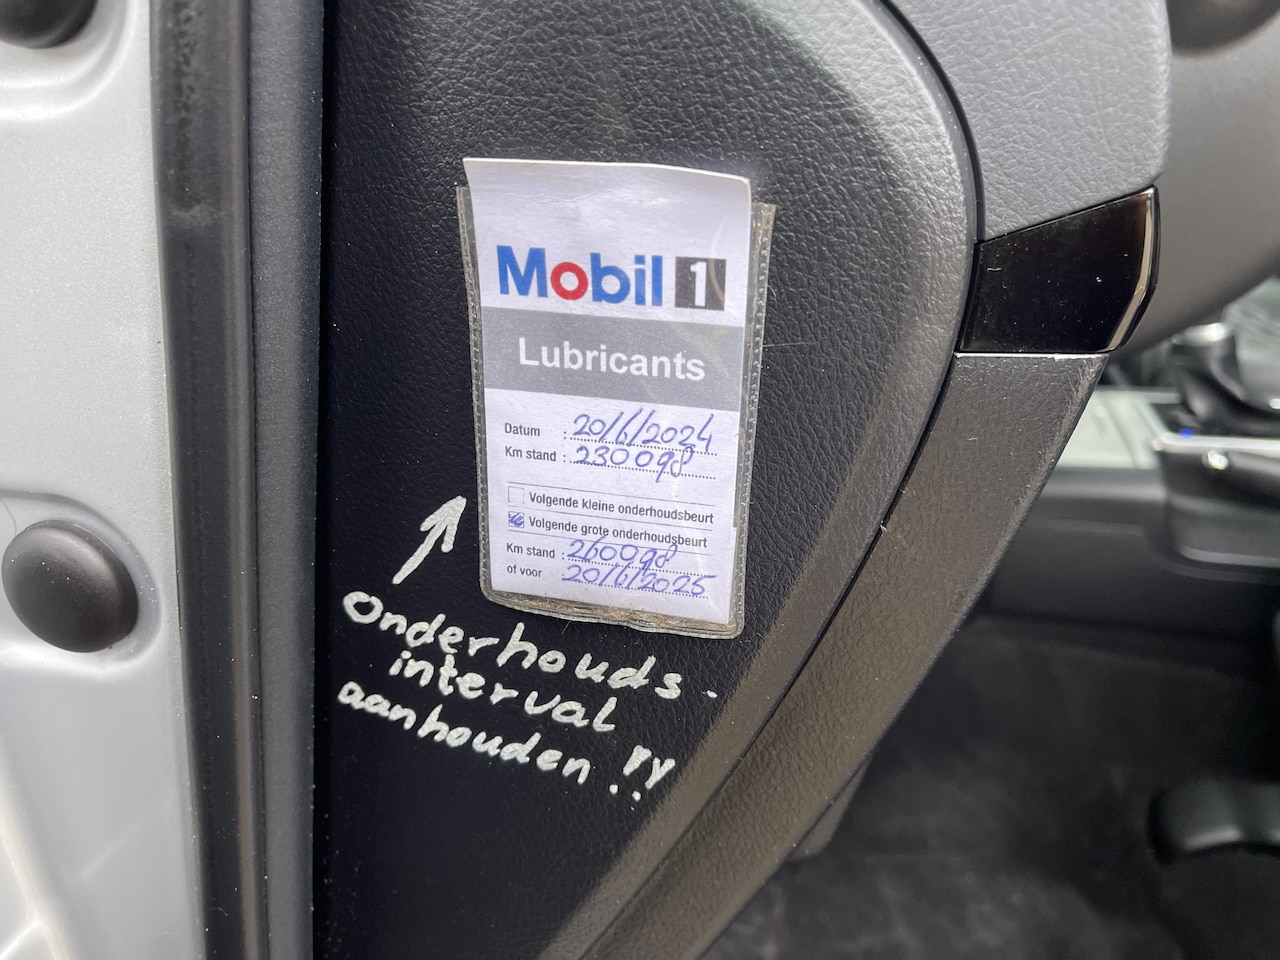 Mobil 1
Lubricants
Datum : 20/6/2024
Km stand : 230098
Volgende kleine onderhoudsbeurt
Volgende grote onderhoudsbeurt
Km stand : 260098
of voor 20/6/2025
Onderhouds-
interval
aanhouden !!